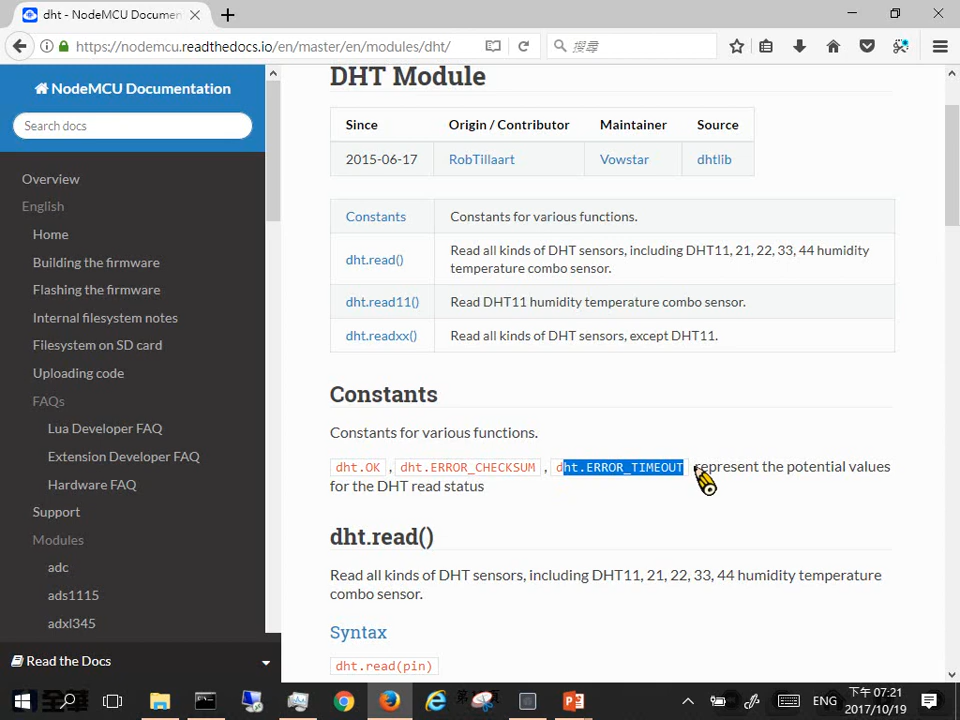 dht - NodeMCU Documen
https://nodemcu.readthedocs.io/en/master/en/modules/dht/
搜尋
NodeMCU Documentation
Search docs
Overview
English
Home
Building the firmware
Flashing the firmware
Internal filesystem notes
Filesystem on SD card
Uploading code
FAQs
Lua Developer FAQ
Extension Developer FAQ
Hardware FAQ
Support
Modules
adc
ads1115
adxl345
Read the Docs
DHT Module
Since Origin / Contributor Maintainer Source
2015-06-17 RobTillaart Vowstar dhtlib
Constants Constants for various functions.
dht.read() Read all kinds of DHT sensors, including DHT11, 21, 22, 33, 44 humidity
temperature combo sensor.
dht.read11() Read DHT11 humidity temperature combo sensor.
dht.readxx() Read all kinds of DHT sensors, except DHT11.
Constants
Constants for various functions.
dht.OK , dht.ERROR_CHECKSUM , dht.ERROR_TIMEOUT represent the potential values
for the DHT read status
dht.read()
Read all kinds of DHT sensors, including DHT11, 21, 22, 33, 44 humidity temperature
combo sensor.
Syntax
dht.read(pin)
ENG
下午 07:21
2017/10/19